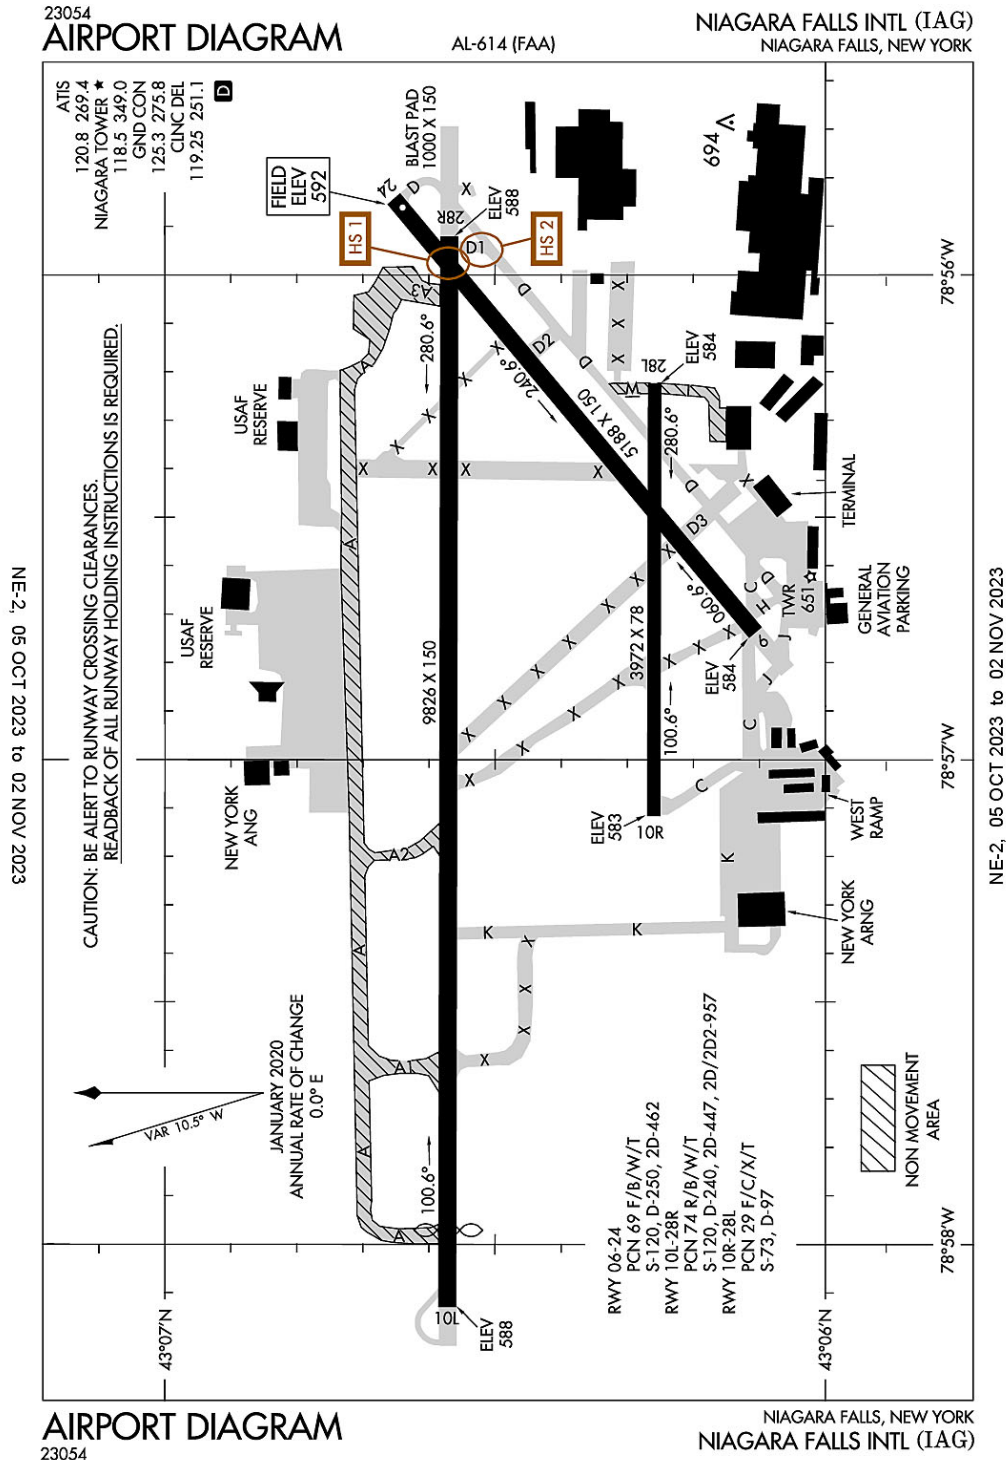 23054
AIRPORT DIAGRAM
AL-614 (FAA)
NIAGARA FALLS INTL (IAG)
NIAGARA FALLS, NEW YORK
ATIS
120.8 269.4
NIAGARA TOWER ★
118.5 349.0
GND CON
125.3 275.8
CLNC DEL
119.25 251.1
D
CAUTION: BE ALERT TO RUNWAY CROSSING CLEARANCES.
READBACK OF ALL RUNWAY HOLDING INSTRUCTIONS IS REQUIRED.
FIELD
ELEV
592
HS 1
HS 2
BLAST PAD
1000 X 150
24
D
X
28R
ELEV
588
D1
694
78°56'W
A3
D
280.6°
240.6°
D2
D
X
X
X
X
X
X
X
28L
ELEV
584
W
5188 X 150
280.6°
A
USAF
RESERVE
X
X
X
X
X
D
D3
X
TERMINAL
A
USAF
RESERVE
9826 X 150
X
X
X
X
X
X
X
X
X
X
X
X
X
X
3972 X 78
100.6°
060.6°
ELEV
584
6
C
H
D
J
J
C
TWR
651
GENERAL
AVIATION
PARKING
78°57'W
NEW YORK
ANG
A2
ELEV
583
10R
C
WEST
RAMP
K
NEW YORK
ARNG
A
K
K
X
X
X
X
A1
A
A
100.6°
JANUARY 2020
ANNUAL RATE OF CHANGE
0.0° E
VAR 10.5° W
10L
ELEV
588
RWY 06-24
PCN 69 F/B/W/T
S-120, D-250, 2D-462
RWY 10L-28R
PCN 74 R/B/W/T
S-120, D-240, 2D-447, 2D/2D2-957
RWY 10R-28L
PCN 29 F/C/X/T
S-73, D-97
NON MOVEMENT
AREA
78°58'W
43°07'N
43°06'N
NE-2, 05 OCT 2023 to 02 NOV 2023
NE-2, 05 OCT 2023 to 02 NOV 2023
AIRPORT DIAGRAM
23054
NIAGARA FALLS, NEW YORK
NIAGARA FALLS INTL (IAG)